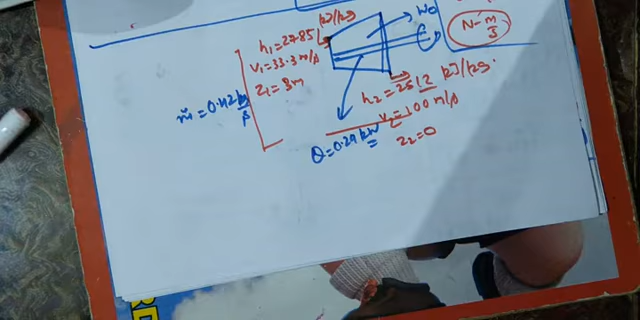 h₁=2785 kJ/kg
V₁=33.3 m/s
Z₁=3m
ṁ=0.42 kg/s
N-m/s
h₂=2512 kJ/kg.
V₂=100 m/s
Z₂=0
Q=0.29 kW